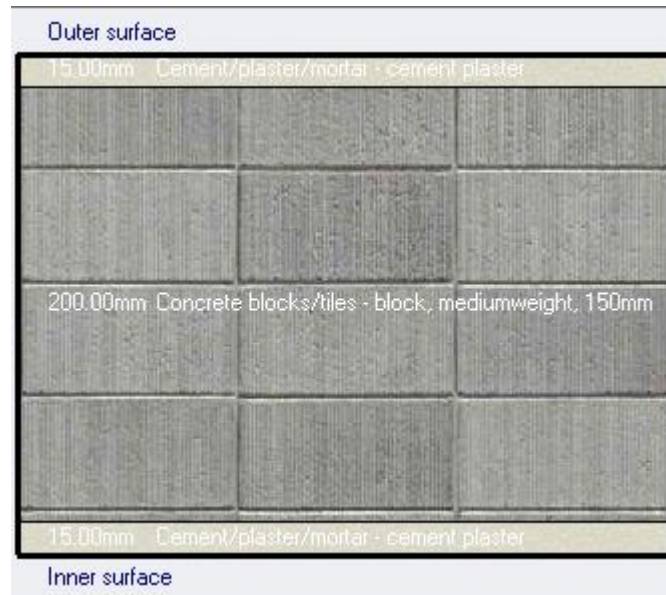 Outer surface
15.00mm Cement/plaster/mortar - cement plaster
200.00mm Concrete blocks/tiles - block, mediumweight, 150mm
15.00mm Cement/plaster/mortar - cement plaster
Inner surface